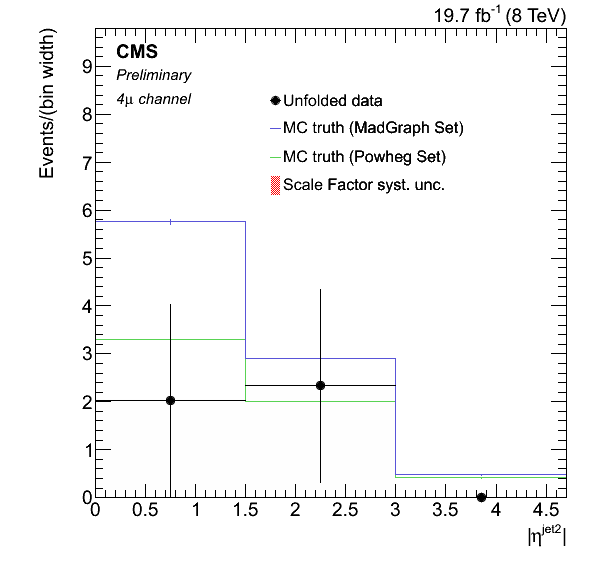 19.7 fb⁻¹ (8 TeV)
Events/(bin width)
CMS
Preliminary
4μ channel
Unfolded data
MC truth (MadGraph Set)
MC truth (Powheg Set)
Scale Factor syst. unc.
9
8
7
6
5
4
3
2
1
0
0 0.5 1 1.5 2 2.5 3 3.5 4 4.5
|η^jet2|